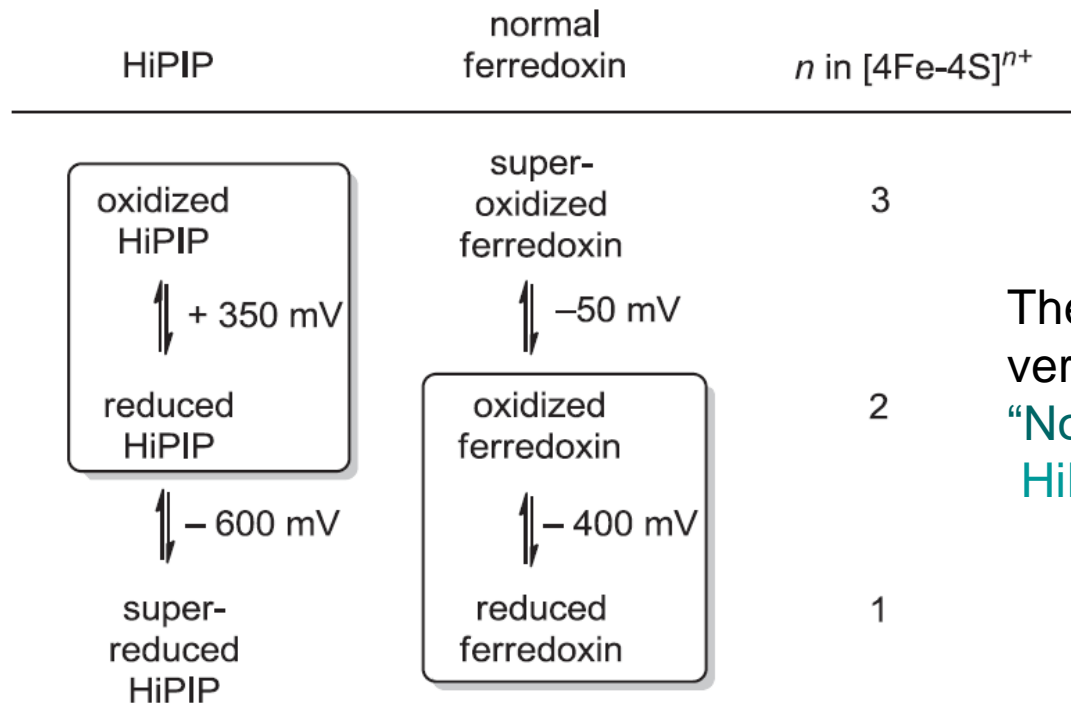 HiPIP
normal
ferredoxin
n in [4Fe-4S]n+
oxidized
HiPIP
+ 350 mV
reduced
HiPIP
– 600 mV
super-
reduced
HiPIP
super-
oxidized
ferredoxin
–50 mV
oxidized
ferredoxin
– 400 mV
reduced
ferredoxin
3
2
1